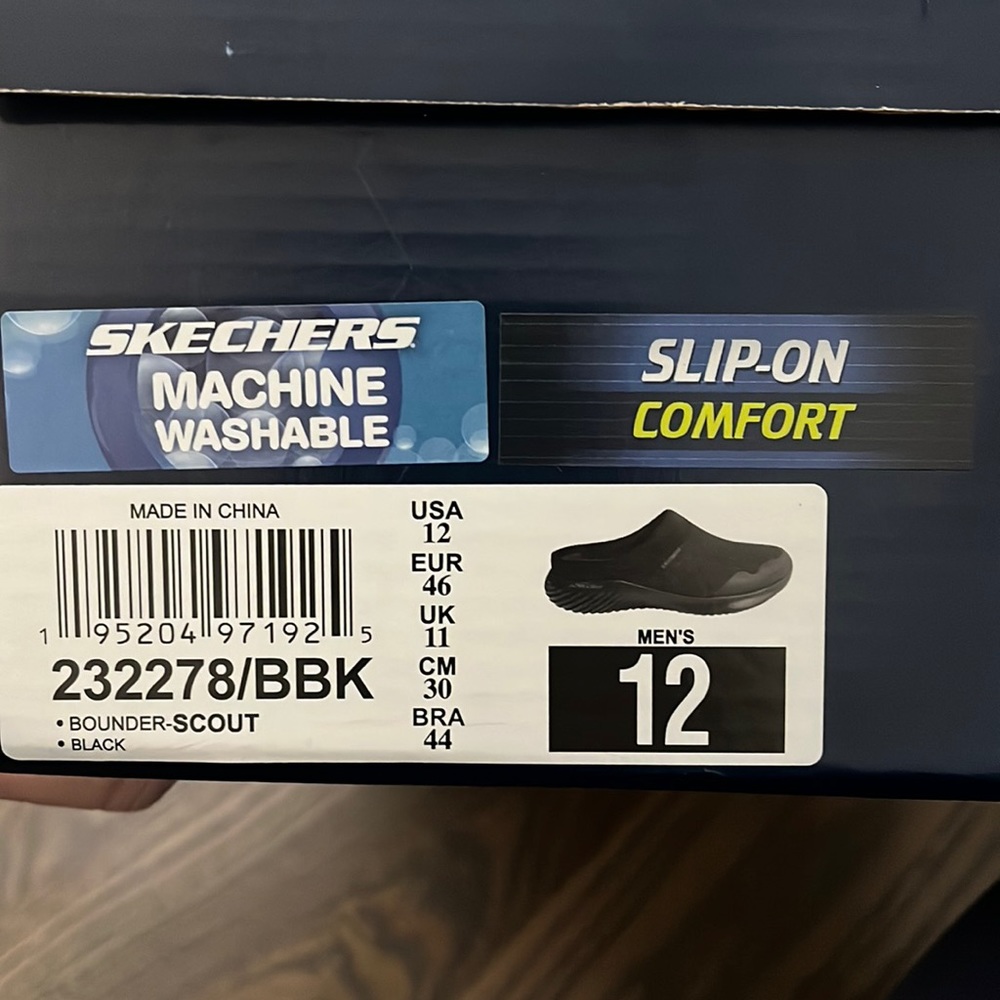 SKECHERS
MACHINE
WASHABLE
SLIP-ON
COMFORT
MADE IN CHINA
1 95204 97192 5
232278/BBK
• BOUNDER-SCOUT
• BLACK
USA
12
EUR
46
UK
11
CM
30
BRA
44
MEN'S
12